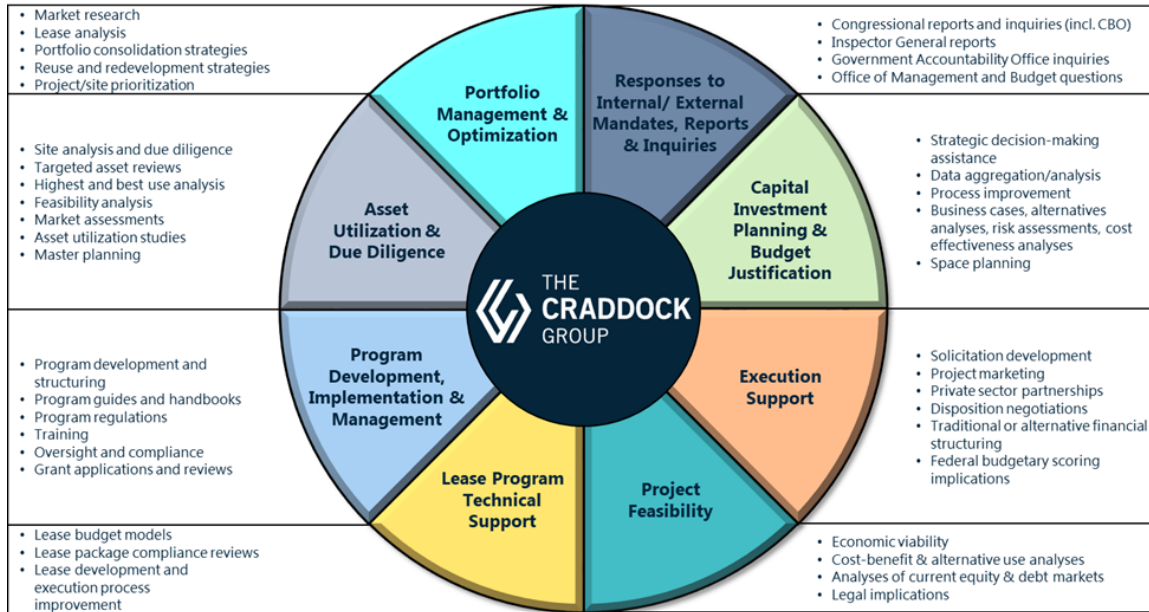 • Market research
• Lease analysis
• Portfolio consolidation strategies
• Reuse and redevelopment strategies
• Project/site prioritization
Portfolio
Management &
Optimization
Responses to
Internal/ External
Mandates, Reports
& Inquiries
• Congressional reports and inquiries (incl. CBO)
• Inspector General reports
• Government Accountability Office inquiries
• Office of Management and Budget questions
• Site analysis and due diligence
• Targeted asset reviews
• Highest and best use analysis
• Feasibility analysis
• Market assessments
• Asset utilization studies
• Master planning
Asset
Utilization &
Due Diligence
Capital
Investment
Planning &
Budget
Justification
• Strategic decision-making
assistance
• Data aggregation/analysis
• Process improvement
• Business cases, alternatives
analyses, risk assessments, cost
effectiveness analyses
• Space planning
THE
CRADDOCK
GROUP
• Program development and
structuring
• Program guides and handbooks
• Program regulations
• Training
• Oversight and compliance
• Grant applications and reviews
Program
Development,
Implementation &
Management
Execution
Support
• Solicitation development
• Project marketing
• Private sector partnerships
• Disposition negotiations
• Traditional or alternative financial
structuring
• Federal budgetary scoring
implications
• Lease budget models
• Lease package compliance reviews
• Lease development and
execution process
improvement
Lease Program
Technical
Support
Project
Feasibility
• Economic viability
• Cost-benefit & alternative use analyses
• Analyses of current equity & debt markets
• Legal implications